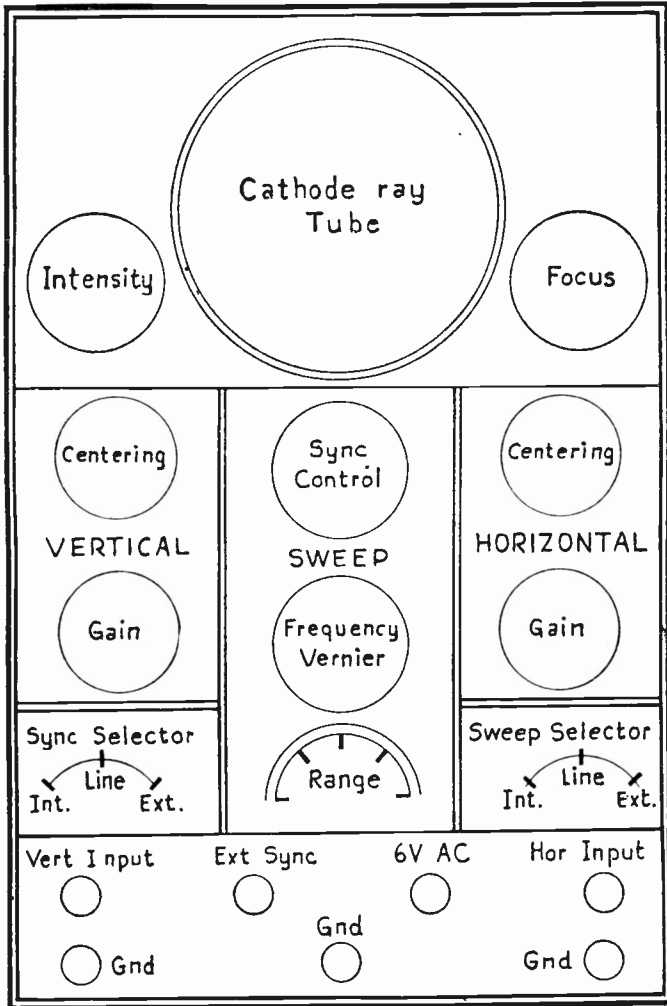 Cathode ray
Tube
Intensity
Focus
Centering
VERTICAL
Gain
Sync
Control
SWEEP
Frequency
Vernier
Range
Centering
HORIZONTAL
Gain
Sync Selector
Line
Int.
Ext.
Sweep Selector
Line
Int.
Ext.
Vert Input
Ext Sync
6V AC
Hor Input
Gnd
Gnd
Gnd